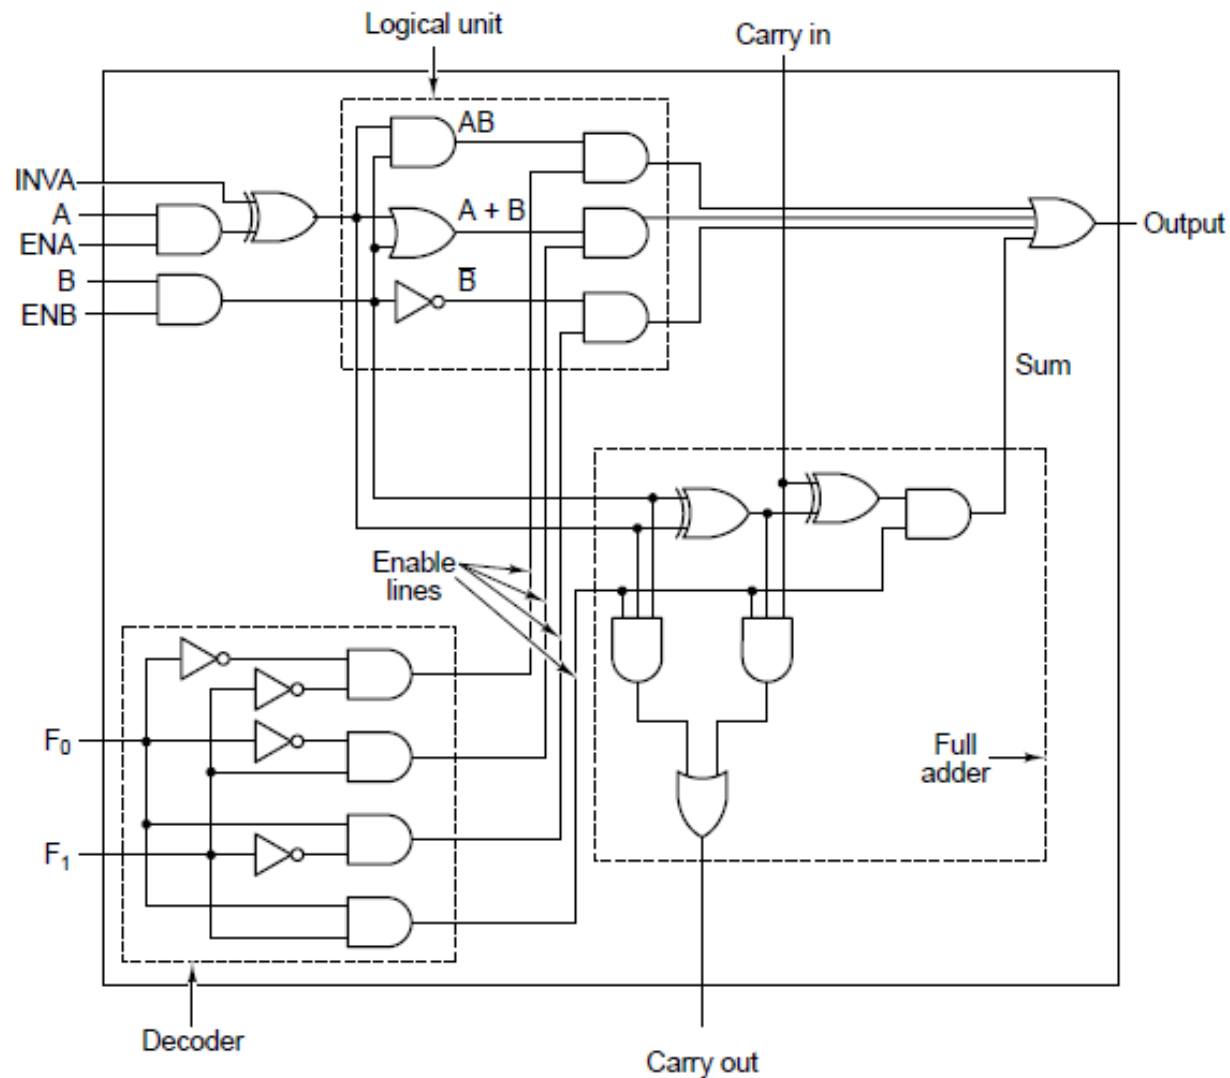 Logical unit
Carry in
INVA
A
ENA
B
ENB
AB
A + B
B̅
Output
Sum
Enable
lines
F₀
F₁
Full
adder
Decoder
Carry out